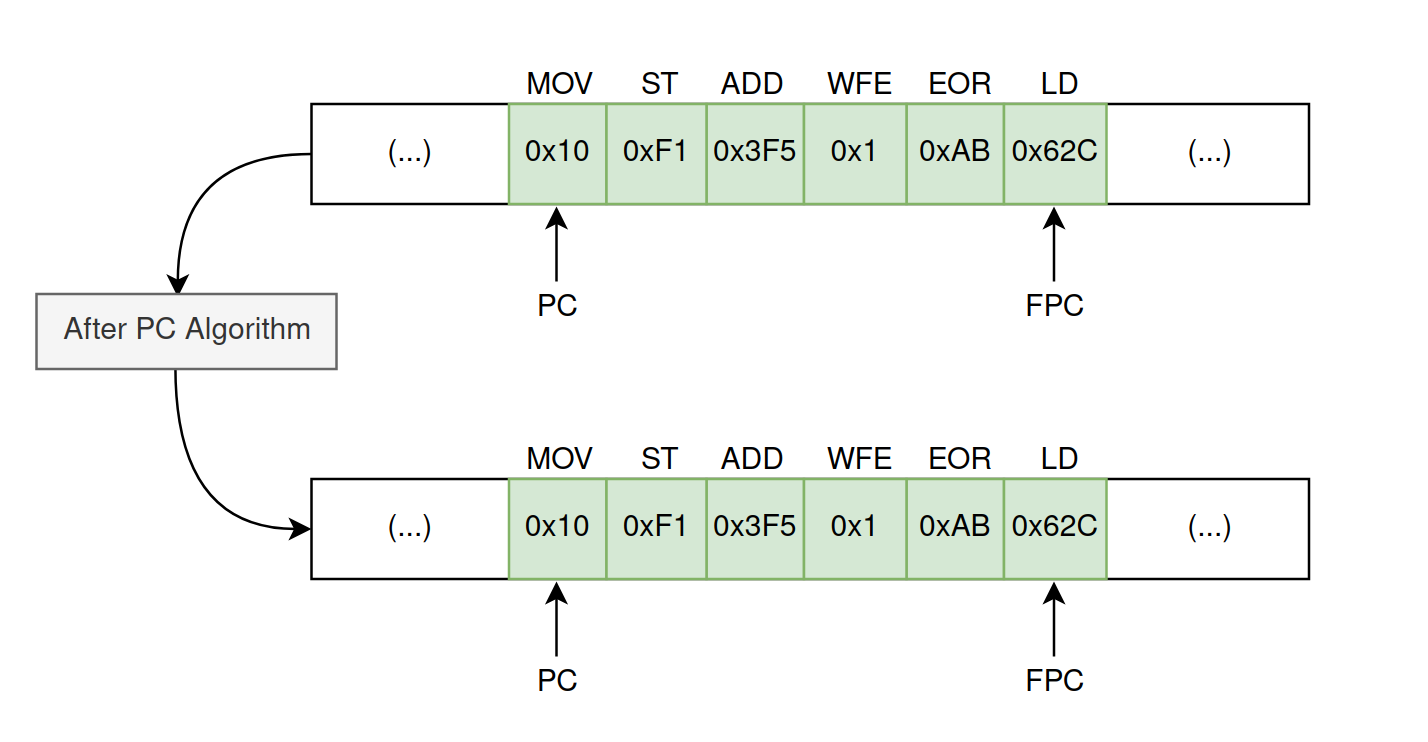 MOV ST ADD WFE EOR LD
(...) 0x10 0xF1 0x3F5 0x1 0xAB 0x62C (...)
PC FPC
After PC Algorithm
MOV ST ADD WFE EOR LD
(...) 0x10 0xF1 0x3F5 0x1 0xAB 0x62C (...)
PC FPC